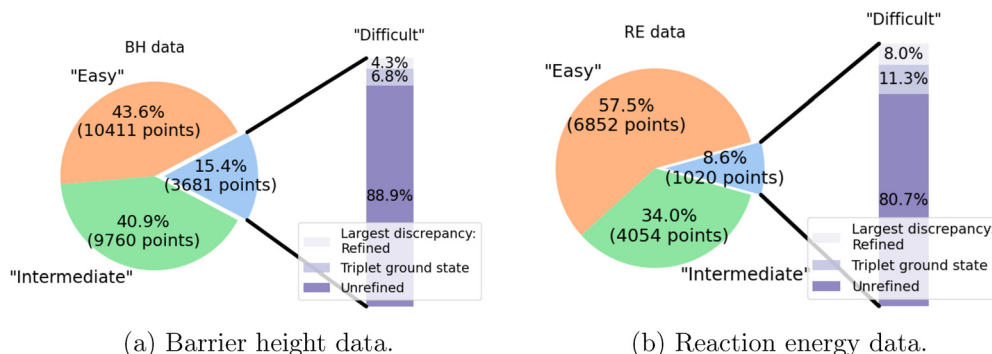 BH data
"Difficult"
4.3%
6.8%
"Easy"
43.6%
(10411 points)
15.4%
(3681 points)
88.9%
40.9%
(9760 points)
"Intermediate"
Largest discrepancy:
Refined
Triplet ground state
Unrefined
(a) Barrier height data.
RE data
"Difficult"
8.0%
11.3%
"Easy"
57.5%
(6852 points)
8.6%
(1020 points)
80.7%
34.0%
(4054 points)
"Intermediate"
Largest discrepancy:
Refined
Triplet ground state
Unrefined
(b) Reaction energy data.